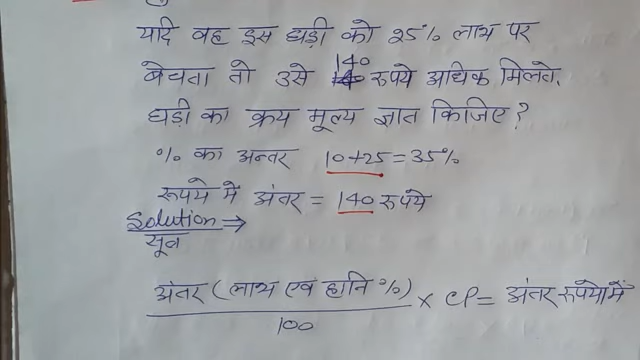 यदि वह इस घड़ी को 25% लाभ पर
140
बेचता तो उसे रुपये अधिक मिलते.
घड़ी का क्रय मूल्य ज्ञात किजिए?
% का अन्तर 10+25=35%
रूपये में अंतर = 140 रुपये
Solution ⇒
सूत्र
अंतर (लाभ एवं हानि %) × CP = अंतर रूपयो में
100